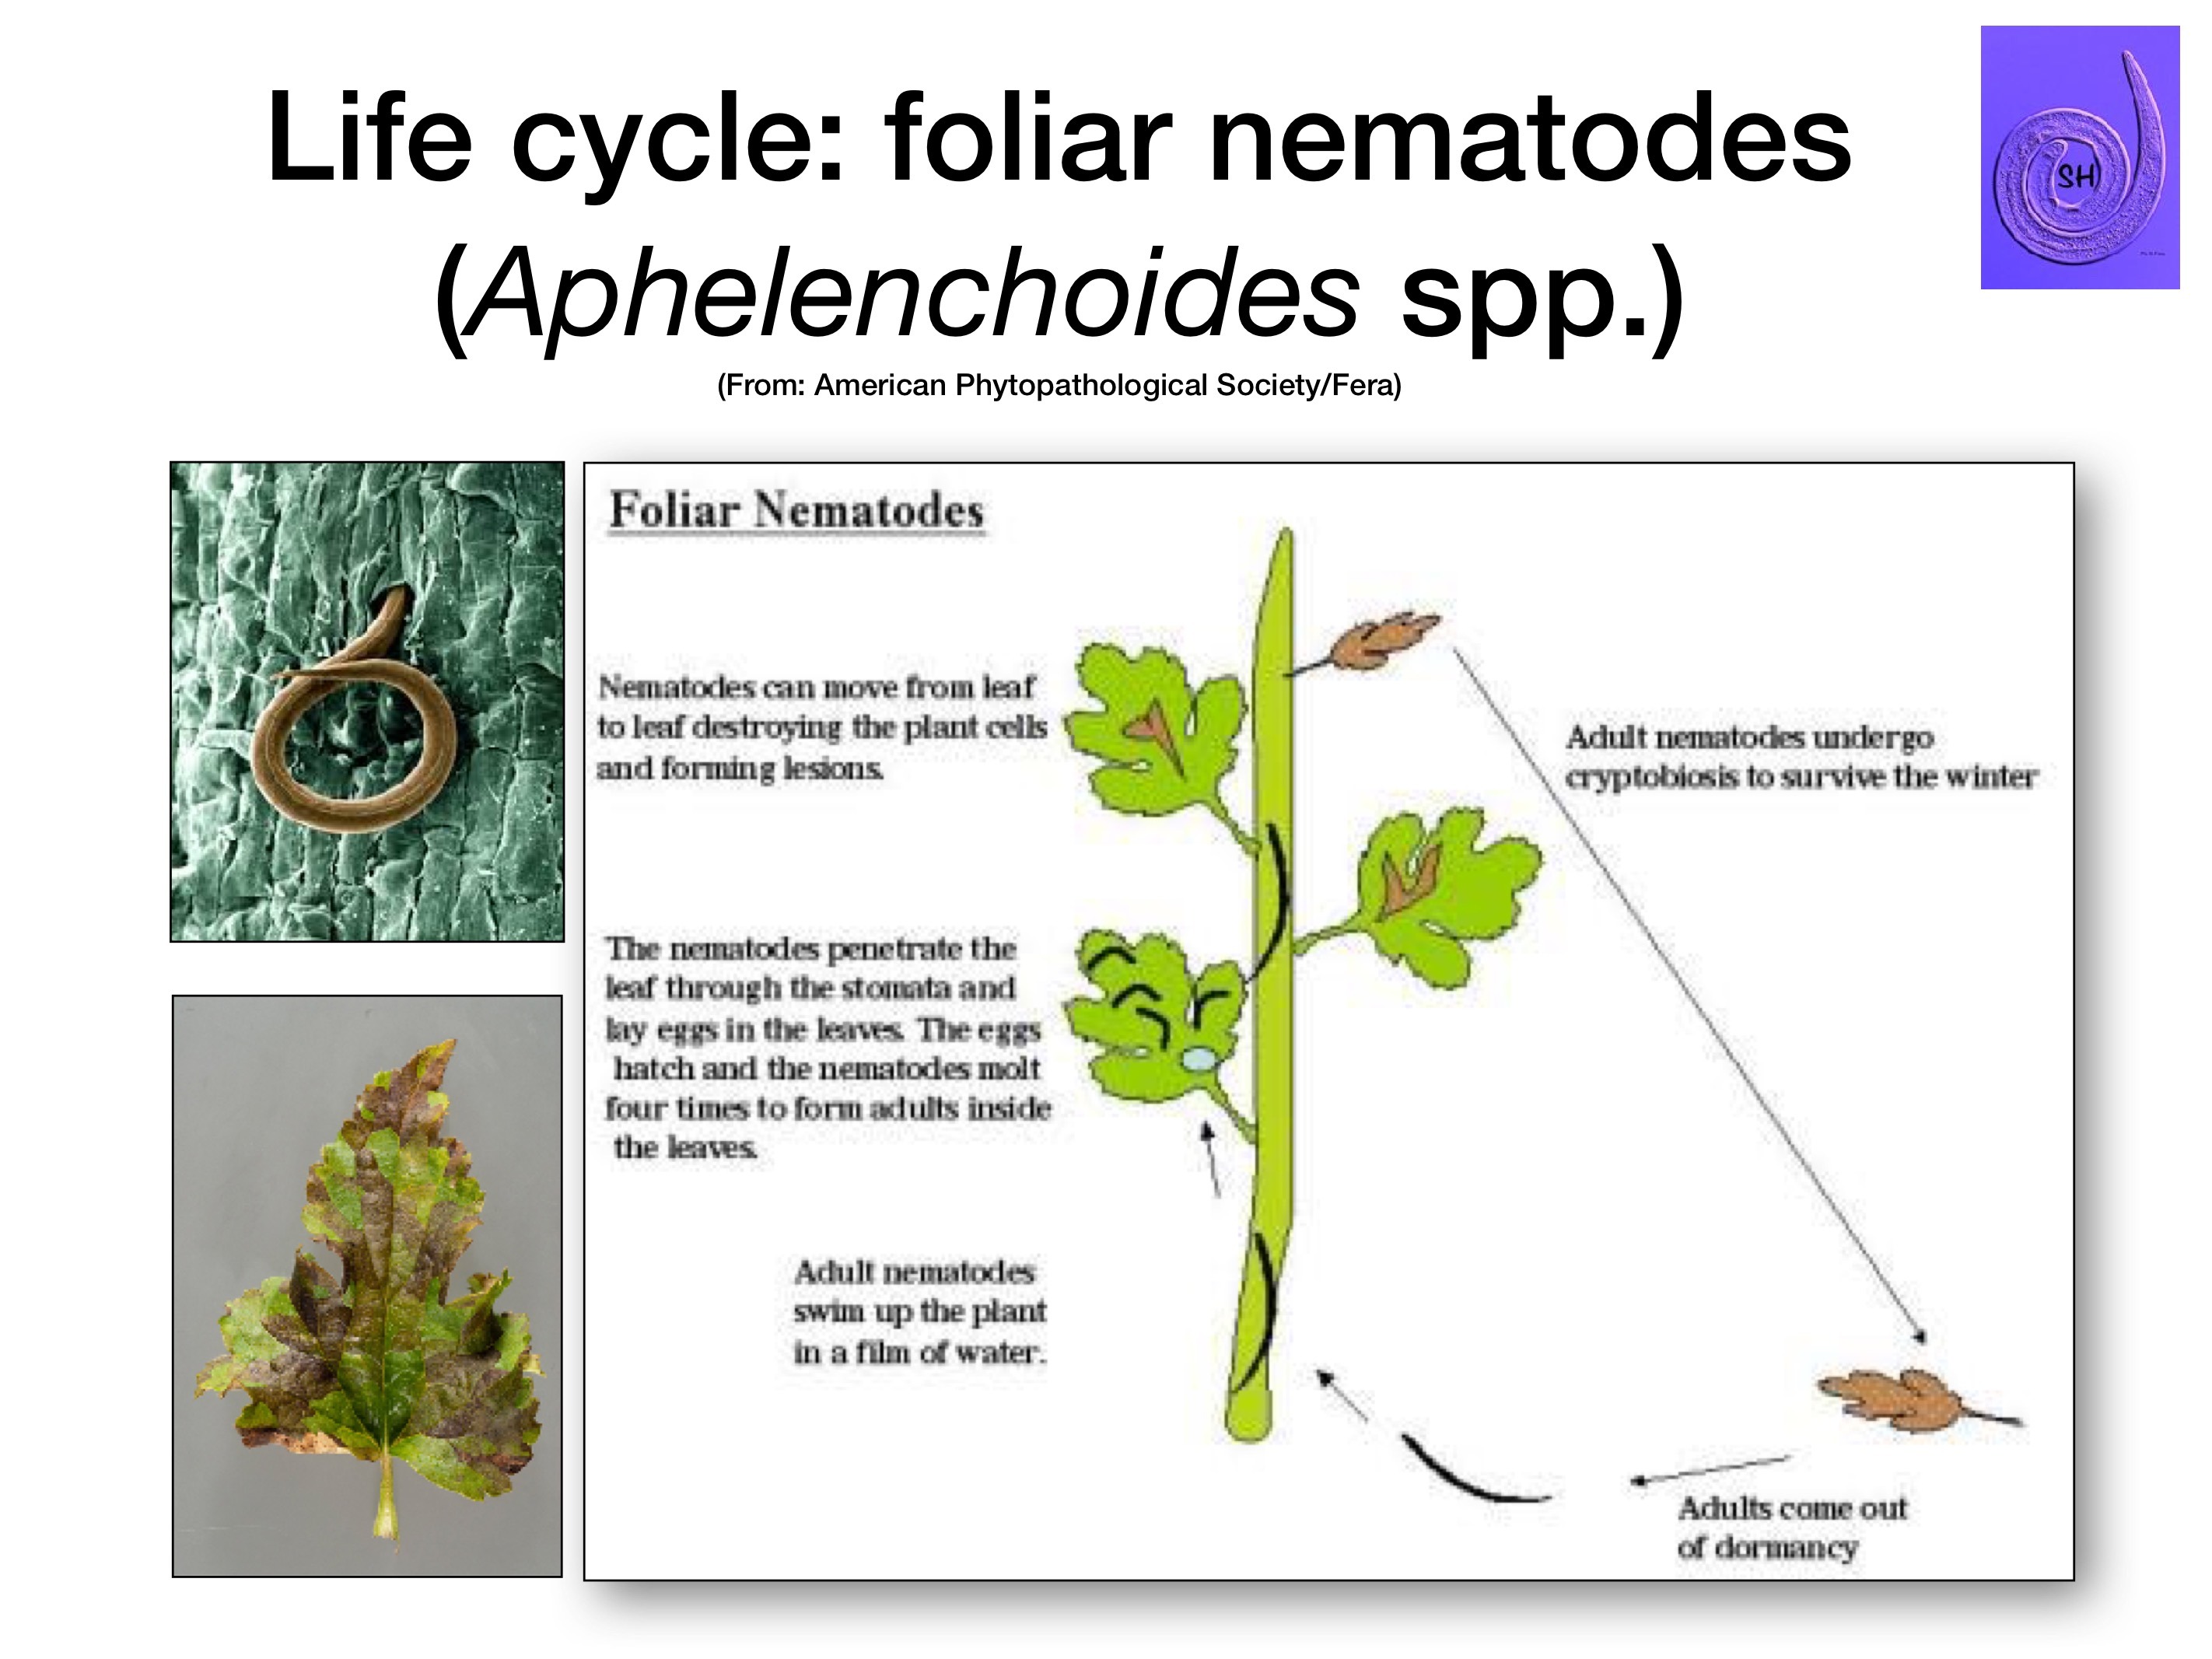 Life cycle: foliar nematodes
(Aphelenchoides spp.)
(From: American Phytopathological Society/Fera)
SH
Foliar Nematodes
Nematodes can move from leaf
to leaf destroying the plant cells
and forming lesions.
Adult nematodes undergo
cryptobiosis to survive the winter
The nematodes penetrate the
leaf through the stomata and
lay eggs in the leaves. The eggs
hatch and the nematodes molt
four times to form adults inside
the leaves.
Adult nematodes
swim up the plant
in a film of water.
Adults come out
of dormancy